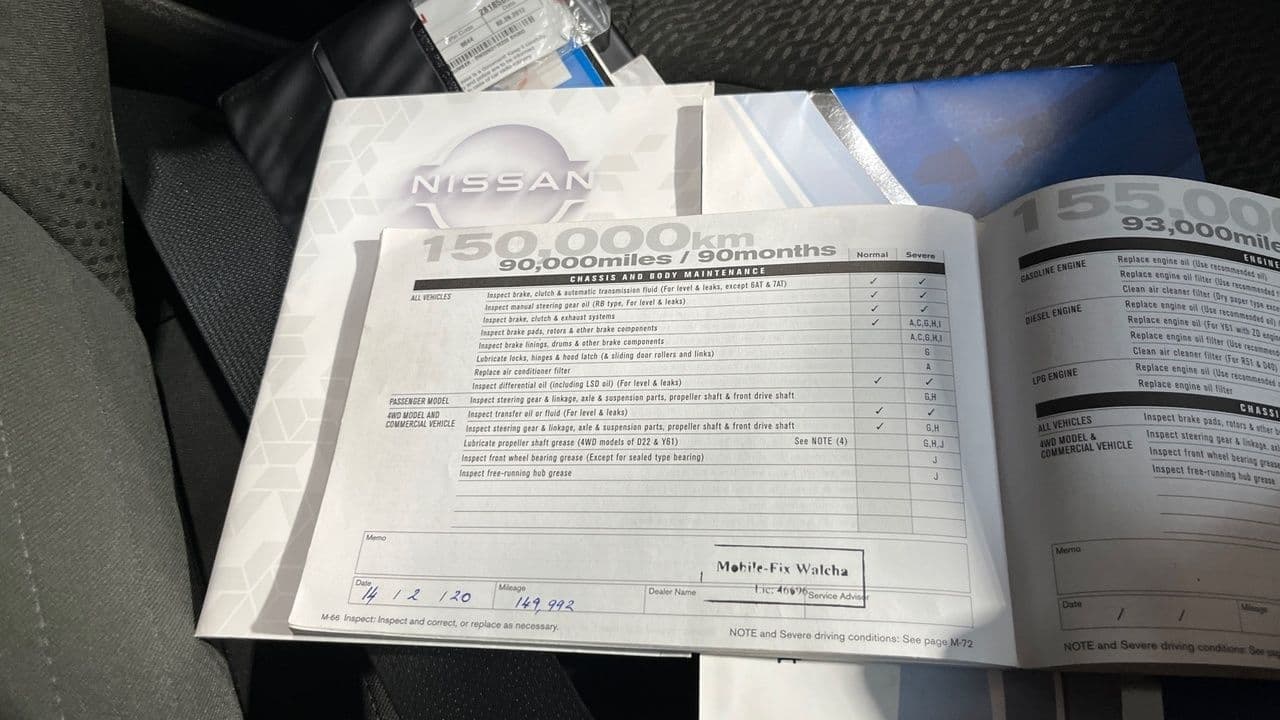 NISSAN
150,000km
90,000miles / 90months
Normal Severe
CHASSIS AND BODY MAINTENANCE
ALL VEHICLES
Inspect brake, clutch & automatic transmission fluid (For level & leaks, except 6AT & 7AT) ✓ ✓
Inspect manual steering gear oil (RB type, For level & leaks) ✓ ✓
Inspect brake, clutch & exhaust systems ✓ ✓
Inspect brake pads, rotors & other brake components ✓ A,C,G,H,I
Inspect brake linings, drums & other brake components A,C,G,H,I
Lubricate locks, hinges & hood latch (& sliding door rollers and links) G
Replace air conditioner filter A
Inspect differential oil (including LSD oil) (For level & leaks) ✓ ✓
PASSENGER MODEL Inspect steering gear & linkage, axle & suspension parts, propeller shaft & front drive shaft G,H
4WD MODEL AND Inspect transfer oil or fluid (For level & leaks) ✓ ✓
COMMERCIAL VEHICLE Inspect steering gear & linkage, axle & suspension parts, propeller shaft & front drive shaft ✓ G,H
Lubricate propeller shaft grease (4WD models of D22 & Y61) See NOTE (4) G,H,J
Inspect front wheel bearing grease (Except for sealed type bearing) J
Inspect free-running hub grease J
Memo
Mobile-Fix Walcha
Lic: 46696
Date Mileage Dealer Name Service Advisor
14 / 2 / 20 149,992
M-66 Inspect: Inspect and correct, or replace as necessary.
NOTE and Severe driving conditions: See page M-72
155,00
93,000mile
ENGINE
GASOLINE ENGINE Replace engine oil (Use recommended oil)
Replace engine oil filter (Use recommended
Clean air cleaner filter (Dry paper type
DIESEL ENGINE Replace engine oil (Use recommended oil
Replace engine oil (For Y61 with ZD engine
Replace engine oil filter (Use recommen
Clean air cleaner filter (For R51 & D40
LPG ENGINE Replace engine oil (Use recommended
Replace engine oil filter
CHASSI
ALL VEHICLES Inspect brake pads, rotors & other
4WD MODEL & Inspect steering gear & linkage,
COMMERCIAL VEHICLE Inspect front wheel bearing grease
Inspect free-running hub grease
Memo
Date / / Mileage
NOTE and Severe driving conditions: See